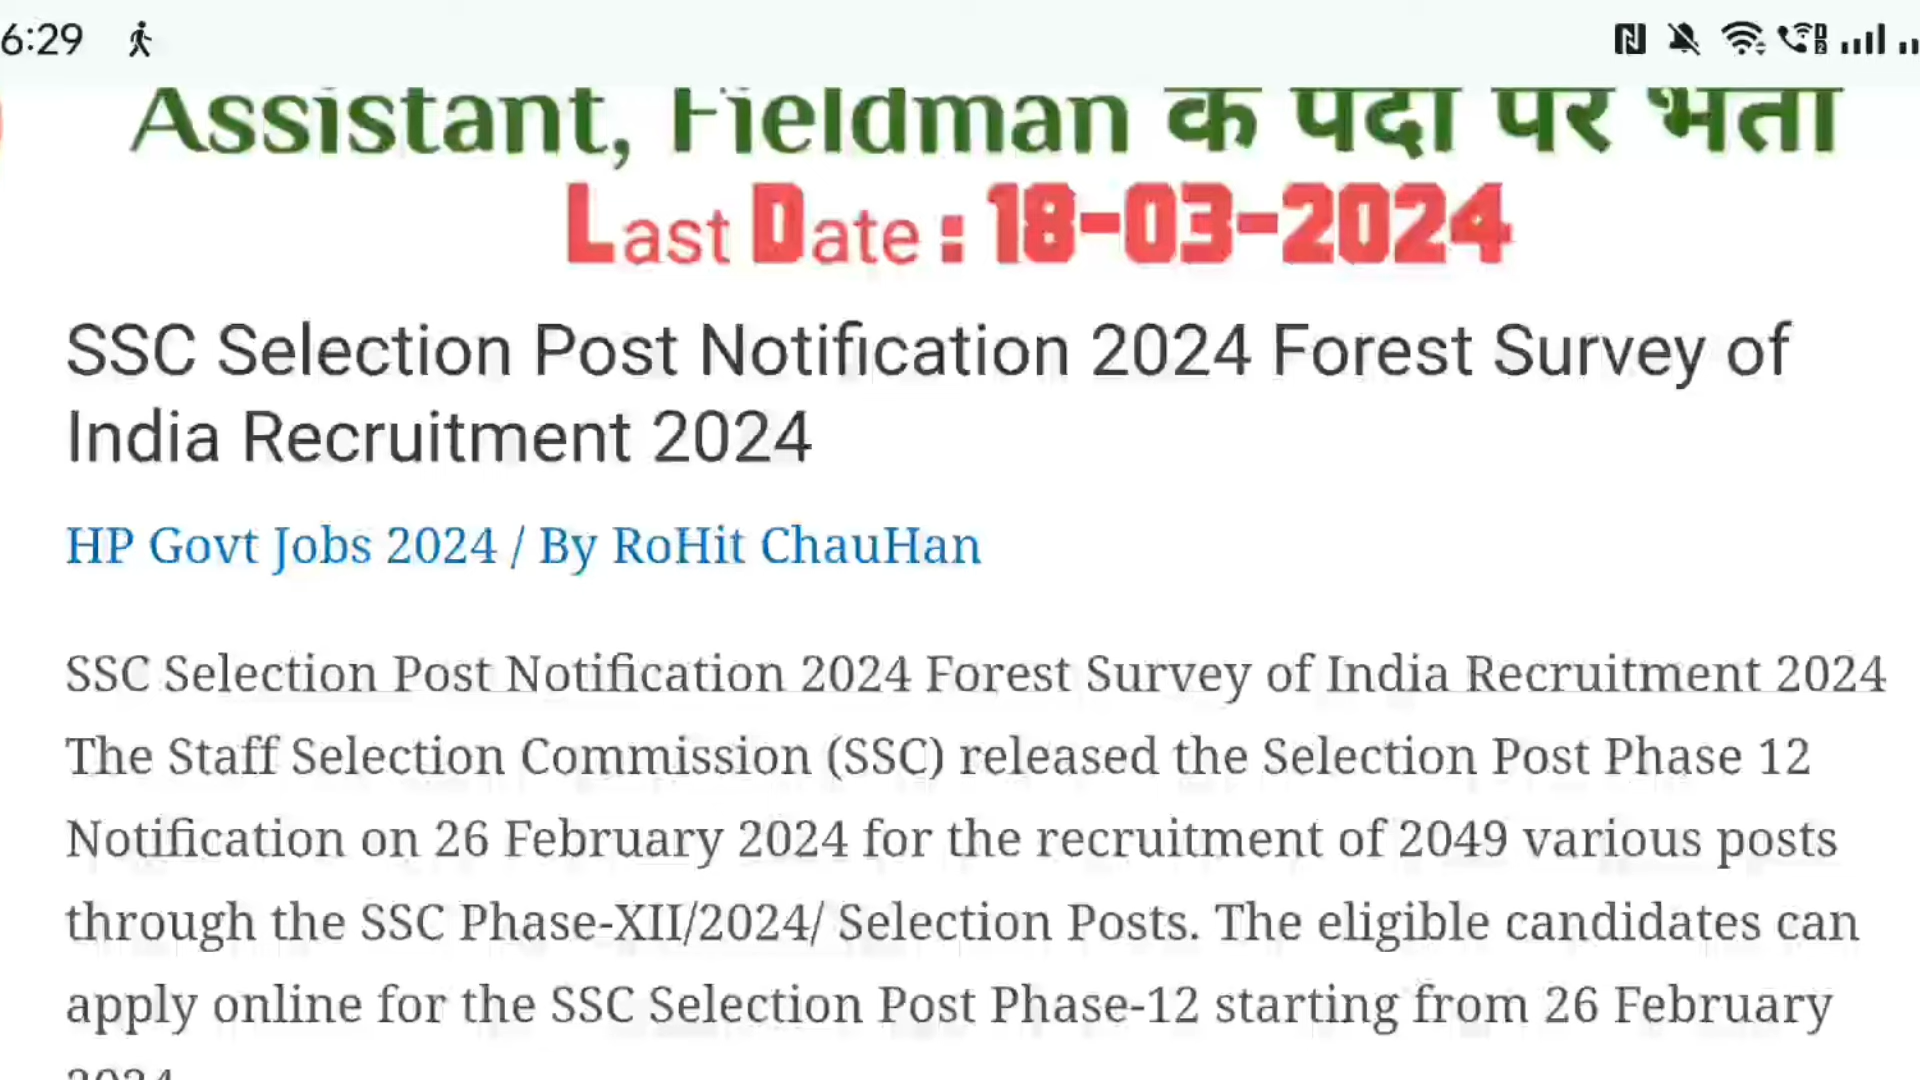 6:29
Assistant, Fieldman के पदों पर भर्ती
Last Date : 18-03-2024
SSC Selection Post Notification 2024 Forest Survey of
India Recruitment 2024
HP Govt Jobs 2024 / By RoHit ChauHan
SSC Selection Post Notification 2024 Forest Survey of India Recruitment 2024
The Staff Selection Commission (SSC) released the Selection Post Phase 12
Notification on 26 February 2024 for the recruitment of 2049 various posts
through the SSC Phase-XII/2024/ Selection Posts. The eligible candidates can
apply online for the SSC Selection Post Phase-12 starting from 26 February
2024